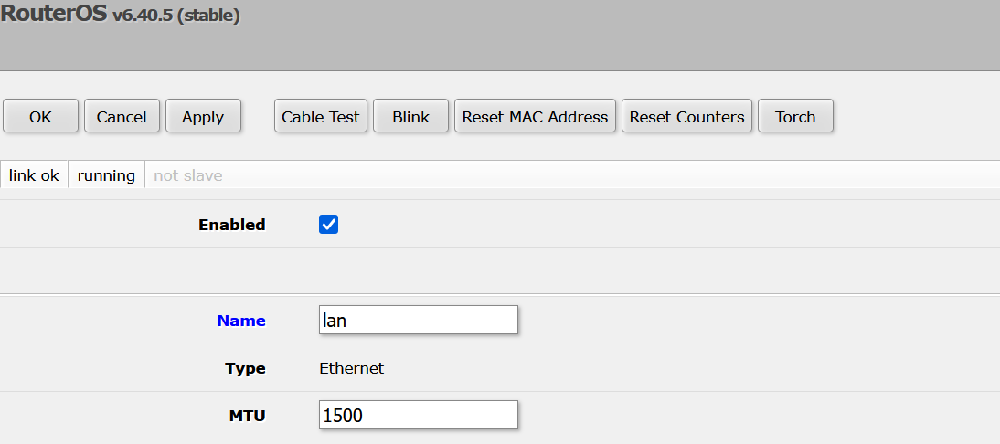 RouterOS v6.40.5 (stable)
OK Cancel Apply Cable Test Blink Reset MAC Address Reset Counters Torch
link ok running not slave
Enabled
Name lan
Type Ethernet
MTU 1500